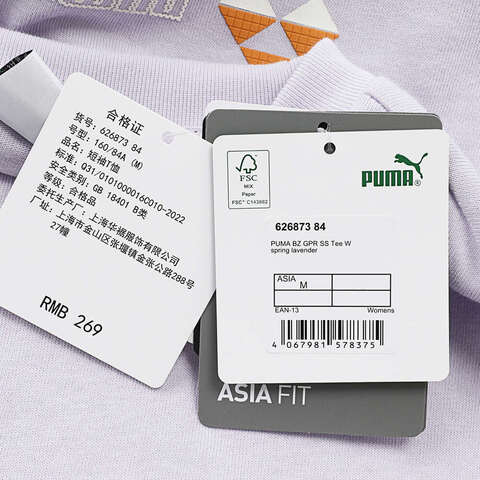 合格证
货号: 626873 84
号型: 160/84A (M)
品名: 短袖T恤
标准: Q31/0101000016C010-2022
安全类别: GB 18401 B类
等级: 合格品
委托生产厂: 上海华据服饰有限公司
厂址: 上海市金山区张堰镇金张公路288号
27幢
RMB 269
FSC
MIX
Paper
FSC® C143662
PUMA
626873 84
PUMA BZ GPR SS Tee W
spring lavender
ASIA
M
EAN-13
Womens
4 067981 578375
ASIA FIT